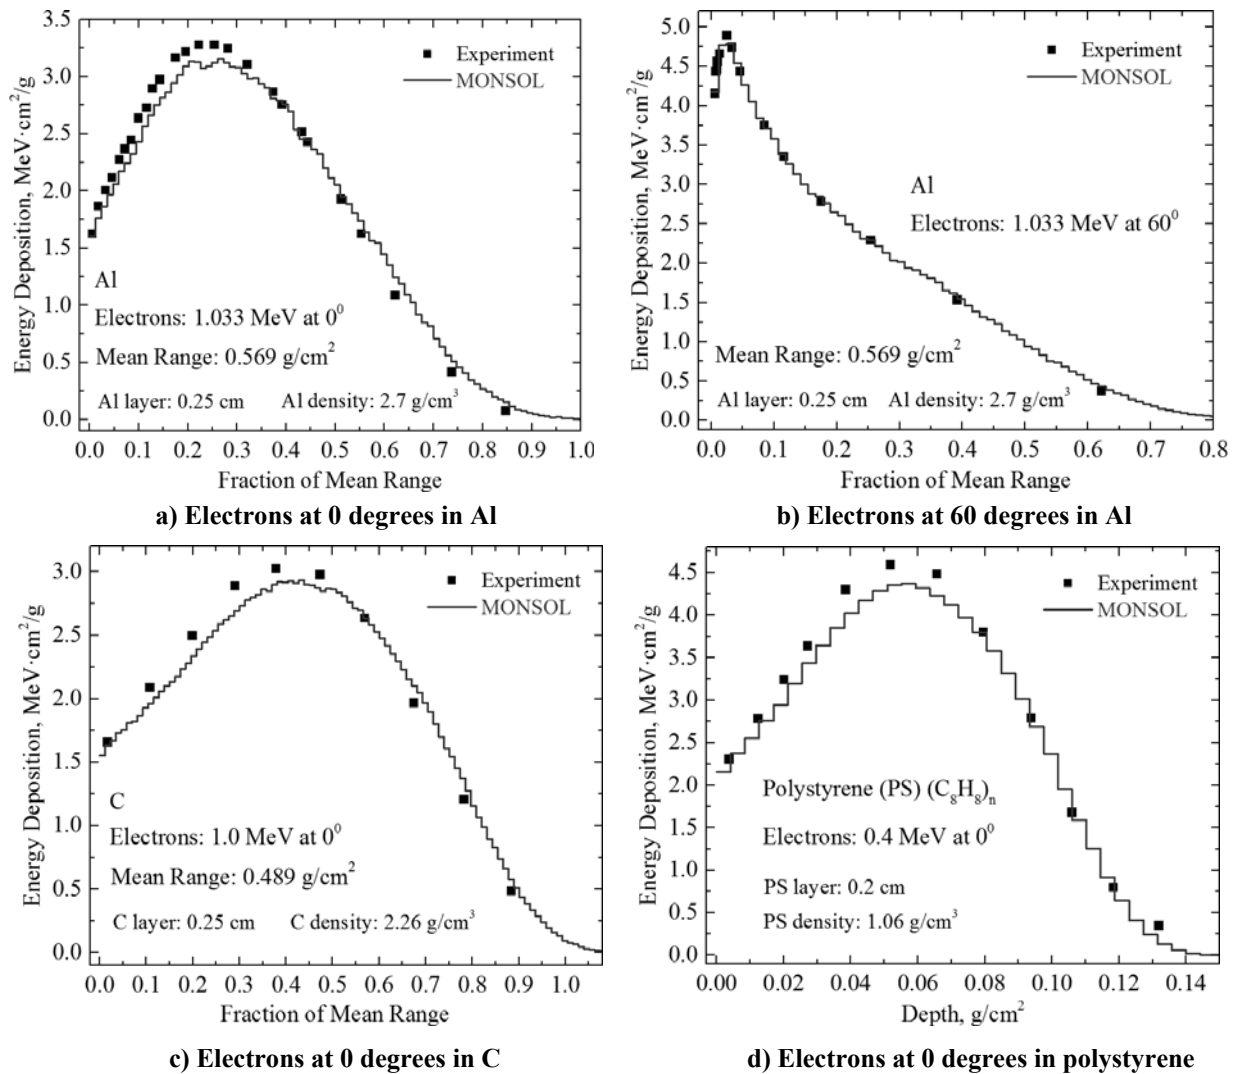 3.5
3.0
2.5
2.0
1.5
1.0
0.5
0.0
Energy Deposition, MeV·cm²/g
Experiment
MONSOL
Al
Electrons: 1.033 MeV at 0⁰
Mean Range: 0.569 g/cm²
Al layer: 0.25 cm Al density: 2.7 g/cm³
0.0 0.1 0.2 0.3 0.4 0.5 0.6 0.7 0.8 0.9 1.0
Fraction of Mean Range
a) Electrons at 0 degrees in Al
5.0
4.5
4.0
3.5
3.0
2.5
2.0
1.5
1.0
0.5
0.0
Energy Deposition, MeV·cm²/g
Experiment
MONSOL
Al
Electrons: 1.033 MeV at 60⁰
Mean Range: 0.569 g/cm²
Al layer: 0.25 cm Al density: 2.7 g/cm³
0.0 0.1 0.2 0.3 0.4 0.5 0.6 0.7 0.8
Fraction of Mean Range
b) Electrons at 60 degrees in Al
3.0
2.5
2.0
1.5
1.0
0.5
0.0
Energy Deposition, MeV·cm²/g
Experiment
MONSOL
C
Electrons: 1.0 MeV at 0⁰
Mean Range: 0.489 g/cm²
C layer: 0.25 cm C density: 2.26 g/cm³
0.0 0.1 0.2 0.3 0.4 0.5 0.6 0.7 0.8 0.9 1.0
Fraction of Mean Range
c) Electrons at 0 degrees in C
4.5
4.0
3.5
3.0
2.5
2.0
1.5
1.0
0.5
0.0
Energy Deposition, MeV·cm²/g
Experiment
MONSOL
Polystyrene (PS) (C₈H₈)ₙ
Electrons: 0.4 MeV at 0⁰
PS layer: 0.2 cm
PS density: 1.06 g/cm³
0.00 0.02 0.04 0.06 0.08 0.10 0.12 0.14
Depth, g/cm²
d) Electrons at 0 degrees in polystyrene